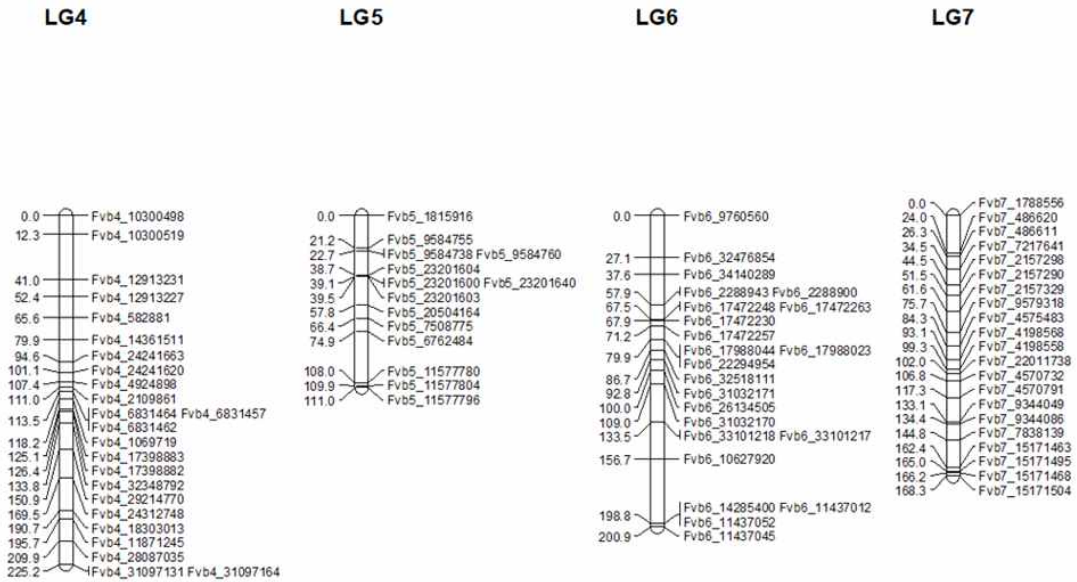 LG4
0.0 Fvb4_10300498
12.3 Fvb4_10300519
41.0 Fvb4_12913231
52.4 Fvb4_12913227
65.6 Fvb4_582881
79.9 Fvb4_14361511
94.6 Fvb4_24241663
101.1 Fvb4_24241620
107.4 Fvb4_4924898
111.0 Fvb4_2109861
113.5 Fvb4_6831464 Fvb4_6831457
Fvb4_6831462
118.2 Fvb4_1069719
125.1 Fvb4_17398883
126.4 Fvb4_17398882
133.8 Fvb4_32348792
150.9 Fvb4_29214770
169.5 Fvb4_24312748
190.7 Fvb4_18303013
195.7 Fvb4_11871245
209.9 Fvb4_28087035
225.2 Fvb4_31097131 Fvb4_31097164
LG5
0.0 Fvb5_1815916
21.2 Fvb5_9584755
22.7 Fvb5_9584738 Fvb5_9584760
38.7 Fvb5_23201604
39.1 Fvb5_23201600 Fvb5_23201640
39.5 Fvb5_23201603
57.8 Fvb5_20504164
66.4 Fvb5_7508775
74.9 Fvb5_6762484
108.0 Fvb5_11577780
109.9 Fvb5_11577804
111.0 Fvb5_11577796
LG6
0.0 Fvb6_9760560
27.1 Fvb6_32476854
37.6 Fvb6_34140289
57.9 Fvb6_2288943 Fvb6_2288900
67.5 Fvb6_17472248 Fvb6_17472263
67.9 Fvb6_17472230
71.2 Fvb6_17472257
79.9 Fvb6_17988044 Fvb6_17988023
Fvb6_22294954
86.7 Fvb6_32518111
92.8 Fvb6_31032171
100.0 Fvb6_26134505
109.0 Fvb6_31032170
133.5 Fvb6_33101218 Fvb6_33101217
156.7 Fvb6_10627920
198.8 Fvb6_14285400 Fvb6_11437012
Fvb6_11437052
200.9 Fvb6_11437045
LG7
0.0 Fvb7_1788556
24.0 Fvb7_486620
26.3 Fvb7_486611
34.5 Fvb7_7217641
44.5 Fvb7_2157298
51.5 Fvb7_2157290
61.6 Fvb7_2157329
75.7 Fvb7_9579318
84.3 Fvb7_4575483
93.1 Fvb7_4198568
99.3 Fvb7_4198558
102.0 Fvb7_22011738
106.8 Fvb7_4570732
117.3 Fvb7_4570791
133.1 Fvb7_9344049
134.4 Fvb7_9344086
144.8 Fvb7_7838139
162.4 Fvb7_15171463
165.0 Fvb7_15171495
166.2 Fvb7_15171468
168.3 Fvb7_15171504